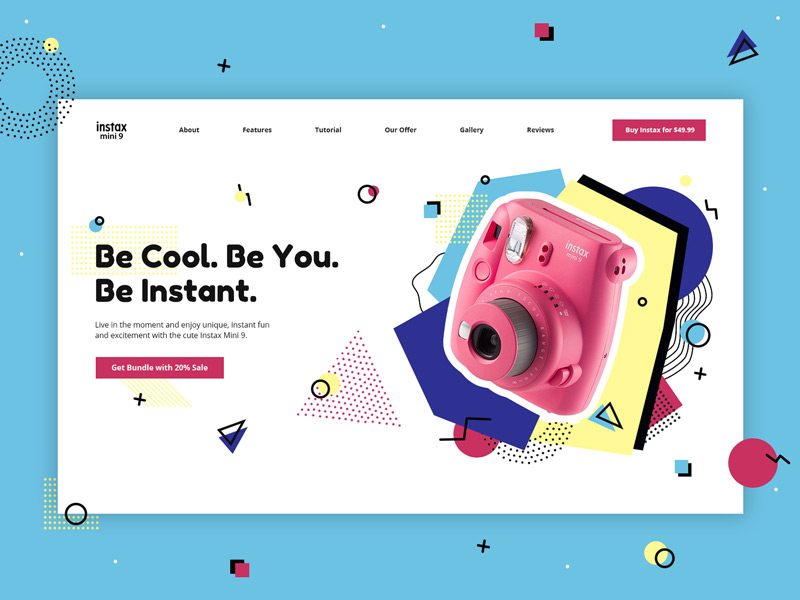 instax
mini 9
About
Features
Tutorial
Our Offer
Gallery
Reviews
Buy Instax for $49.99
Be Cool. Be You.
Be Instant.
Live in the moment and enjoy unique, instant fun
and excitement with the cute Instax Mini 9.
Get Bundle with 20% Sale
instax
mini 9